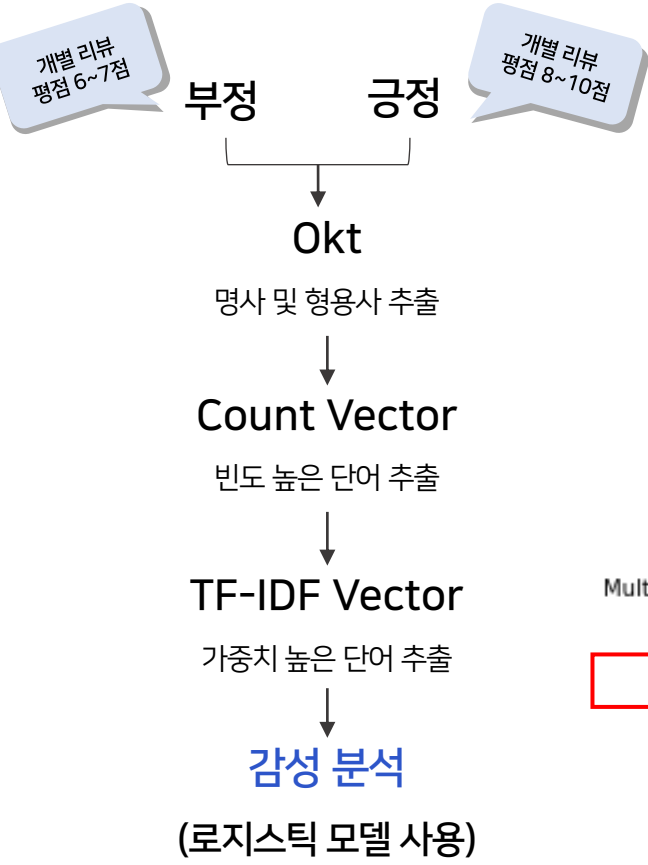 개별 리뷰
평점 6~7점
개별 리뷰
평점 8~10점
부정
긍정
Okt
명사 및 형용사 추출
Count Vector
빈도 높은 단어 추출
TF-IDF Vector
Mult
가중치 높은 단어 추출
감성 분석
(로지스틱 모델 사용)